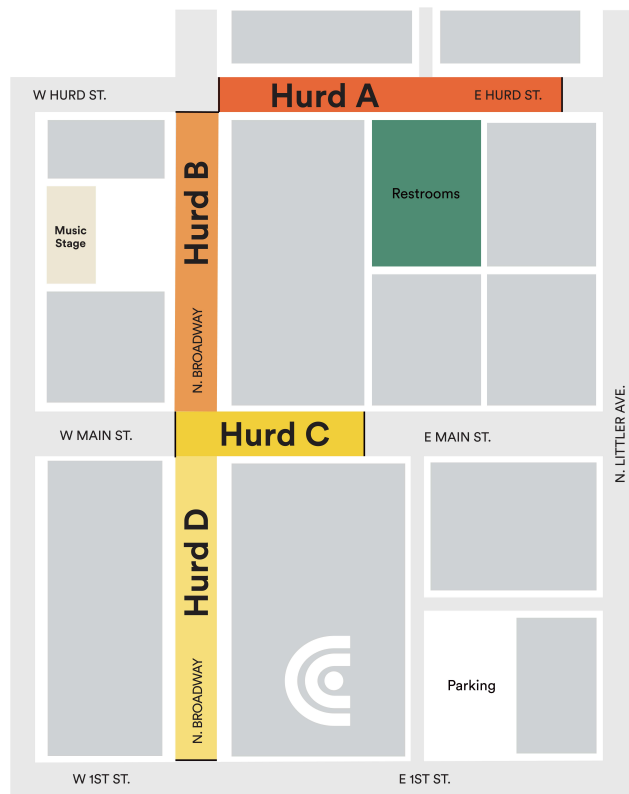 W HURD ST.
Hurd A
E HURD ST.
Hurd B
Restrooms
Music
Stage
N. BROADWAY
N. LITTLER AVE.
W MAIN ST.
Hurd C
E MAIN ST.
Hurd D
N. BROADWAY
Parking
W 1ST ST.
E 1ST ST.